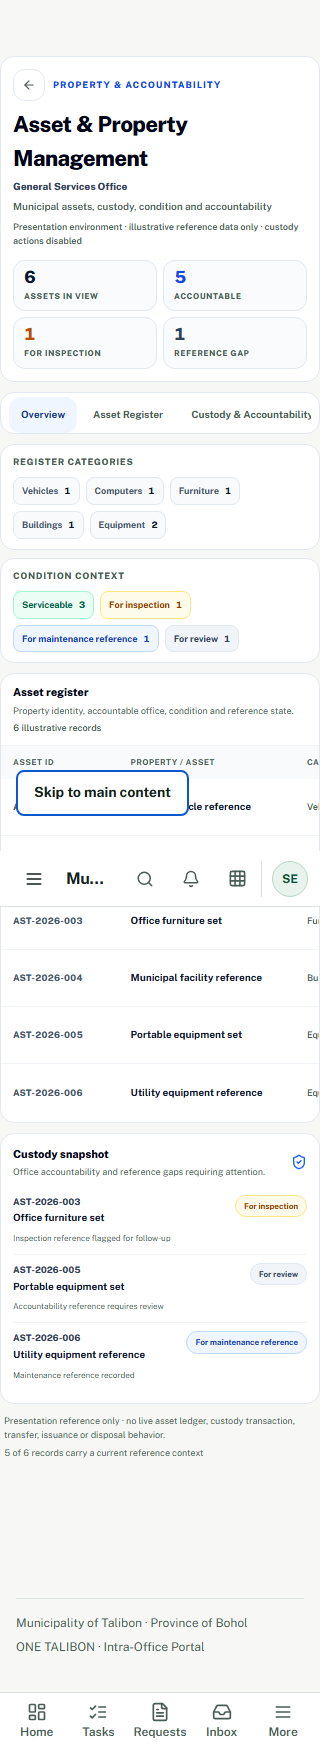 PROPERTY & ACCOUNTABILITY
Asset & Property
Management
General Services Office
Municipal assets, custody, condition and accountability
Presentation environment · illustrative reference data only · custody
actions disabled
6
ASSETS IN VIEW
5
ACCOUNTABLE
1
FOR INSPECTION
1
REFERENCE GAP
Overview
Asset Register
Custody & Accountability
REGISTER CATEGORIES
Vehicles 1
Computers 1
Furniture 1
Buildings 1
Equipment 2
CONDITION CONTEXT
Serviceable 3
For inspection 1
For maintenance reference 1
For review 1
Asset register
Property identity, accountable office, condition and reference state.
6 illustrative records
ASSET ID
PROPERTY / ASSET
CA
Skip to main content
cle reference
Vel
Mu...
SE
AST-2026-003
Office furniture set
Fur
AST-2026-004
Municipal facility reference
Bu
AST-2026-005
Portable equipment set
Eq
AST-2026-006
Utility equipment reference
Eq
Custody snapshot
Office accountability and reference gaps requiring attention.
AST-2026-003
Office furniture set
For inspection
Inspection reference flagged for follow-up
AST-2026-005
Portable equipment set
For review
Accountability reference requires review
AST-2026-006
Utility equipment reference
For maintenance reference
Maintenance reference recorded
Presentation reference only · no live asset ledger, custody transaction,
transfer, issuance or disposal behavior.
5 of 6 records carry a current reference context
Municipality of Talibon · Province of Bohol
ONE TALIBON · Intra-Office Portal
Home
Tasks
Requests
Inbox
More